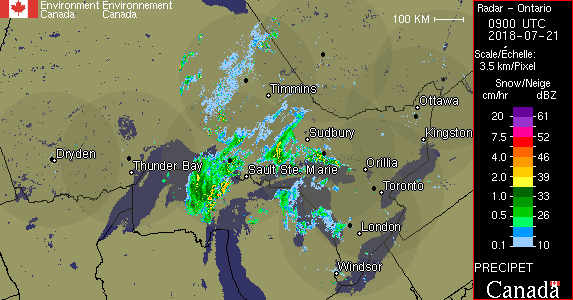 Environment Environnement
Canada Canada
100 KM
Timmins
Ottawa
Sudbury
Kingston
Dryden
Thunder Bay
Sault Ste. Marie
Orillia
Toronto
London
Windsor
Radar - Ontario
0900 UTC
2018-07-21
Scale/Échelle:
3.5 km/Pixel
Snow/Neige
cm/hr dBZ
20 61
7.5 52
4.0 46
2.0 39
1.0 33
0.5 26
0.1 10
PRECIPET
Canada